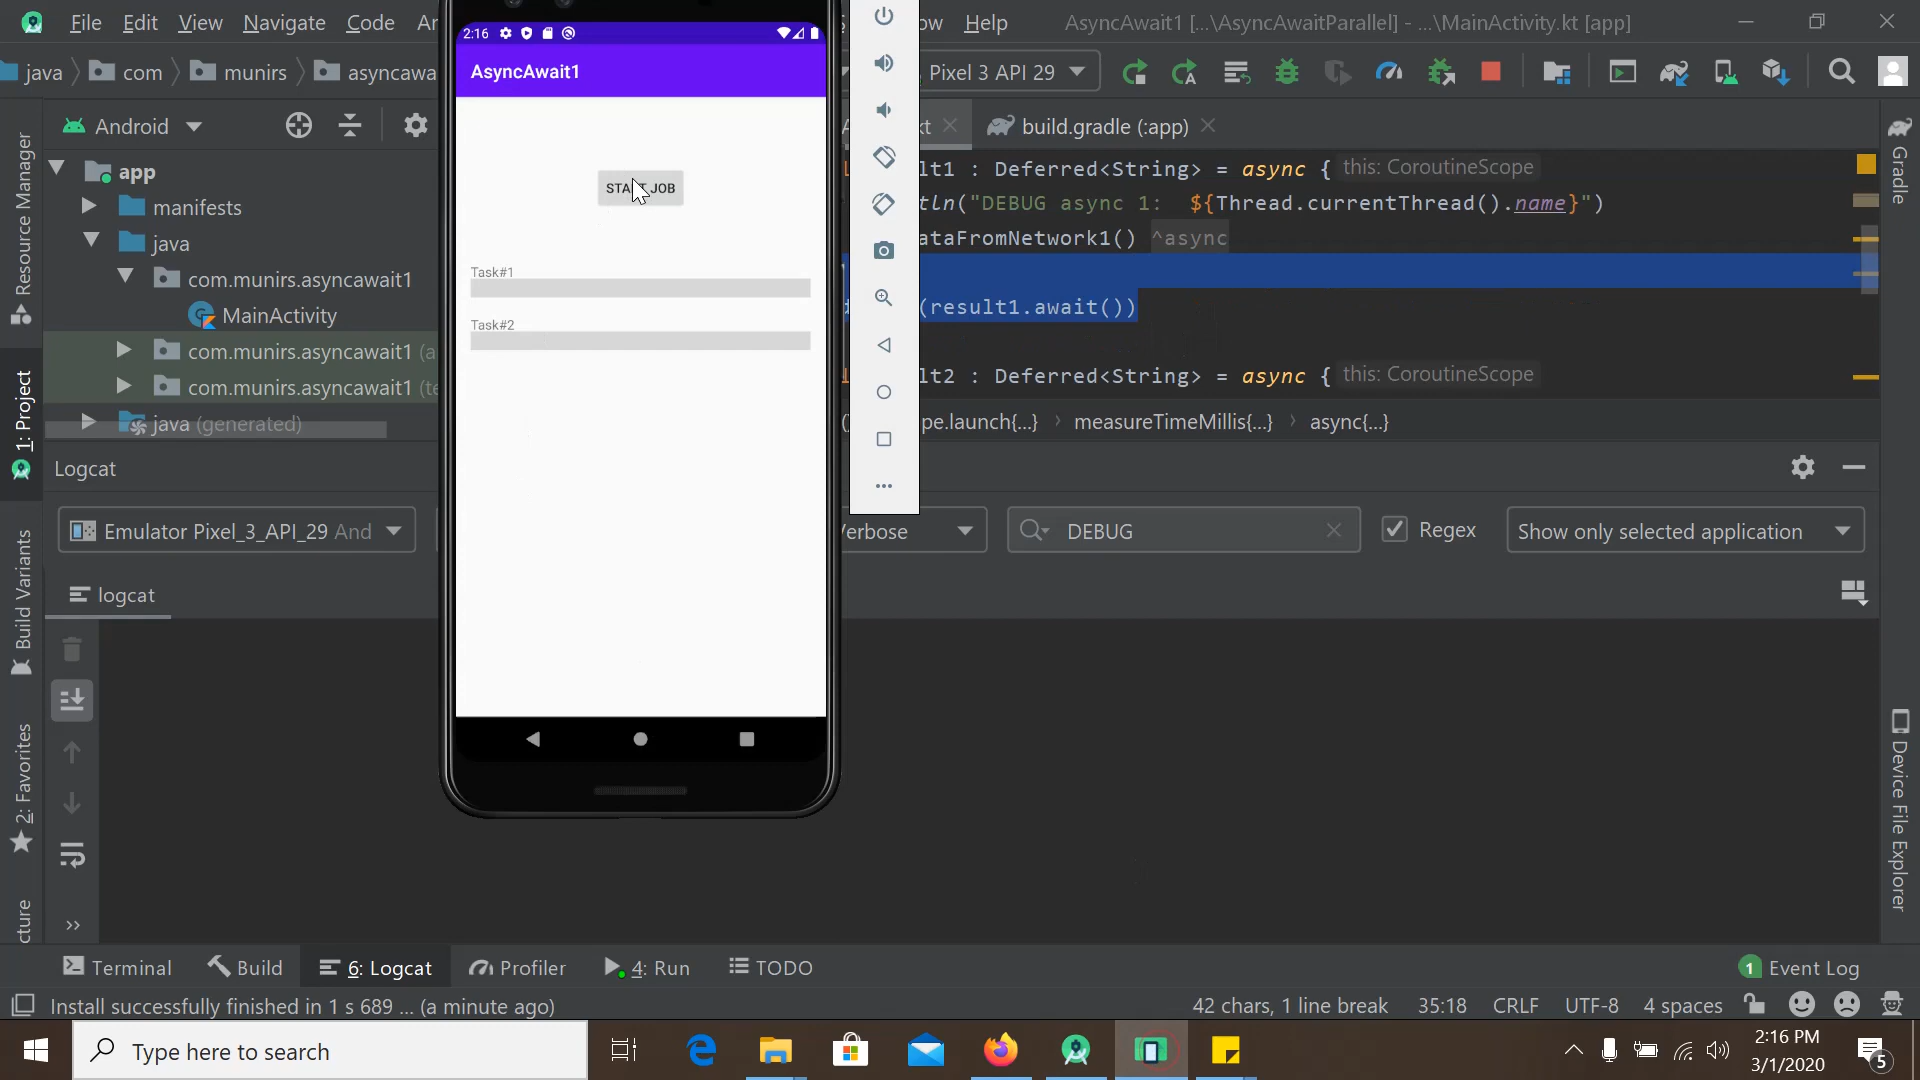 File Edit View Navigate Code
Help
AsyncAwait1 [...\AsyncAwaitParallel] - ...\MainActivity.kt [app]
java
com
munirs
asyncawa
Pixel 3 API 29
Android
kt
build.gradle (:app)
app
manifests
java
com.munirs.asyncawait1
MainActivity
com.munirs.asyncawait1 (a
com.munirs.asyncawait1 (te
java (generated)
2:16
AsyncAwait1
START JOB
Task#1
Task#2
lt1 : Deferred<String> = async { this: CoroutineScope
tln("DEBUG async 1:  ${Thread.currentThread().name}")
ataFromNetwork1() ^async
(result1.await())
lt2 : Deferred<String> = async { this: CoroutineScope
pe.launch{...} › measureTimeMillis{...} › async{...}
Logcat
Emulator Pixel_3_API_29 And
Verbose
DEBUG
Regex
Show only selected application
logcat
Resource Manager
1: Project
Build Variants
2: Favorites
cture
Gradle
Device File Explorer
Terminal
Build
6: Logcat
Profiler
4: Run
TODO
1 Event Log
Install successfully finished in 1 s 689 ... (a minute ago)
42 chars, 1 line break
35:18
CRLF
UTF-8
4 spaces
Type here to search
2:16 PM
3/1/2020
5